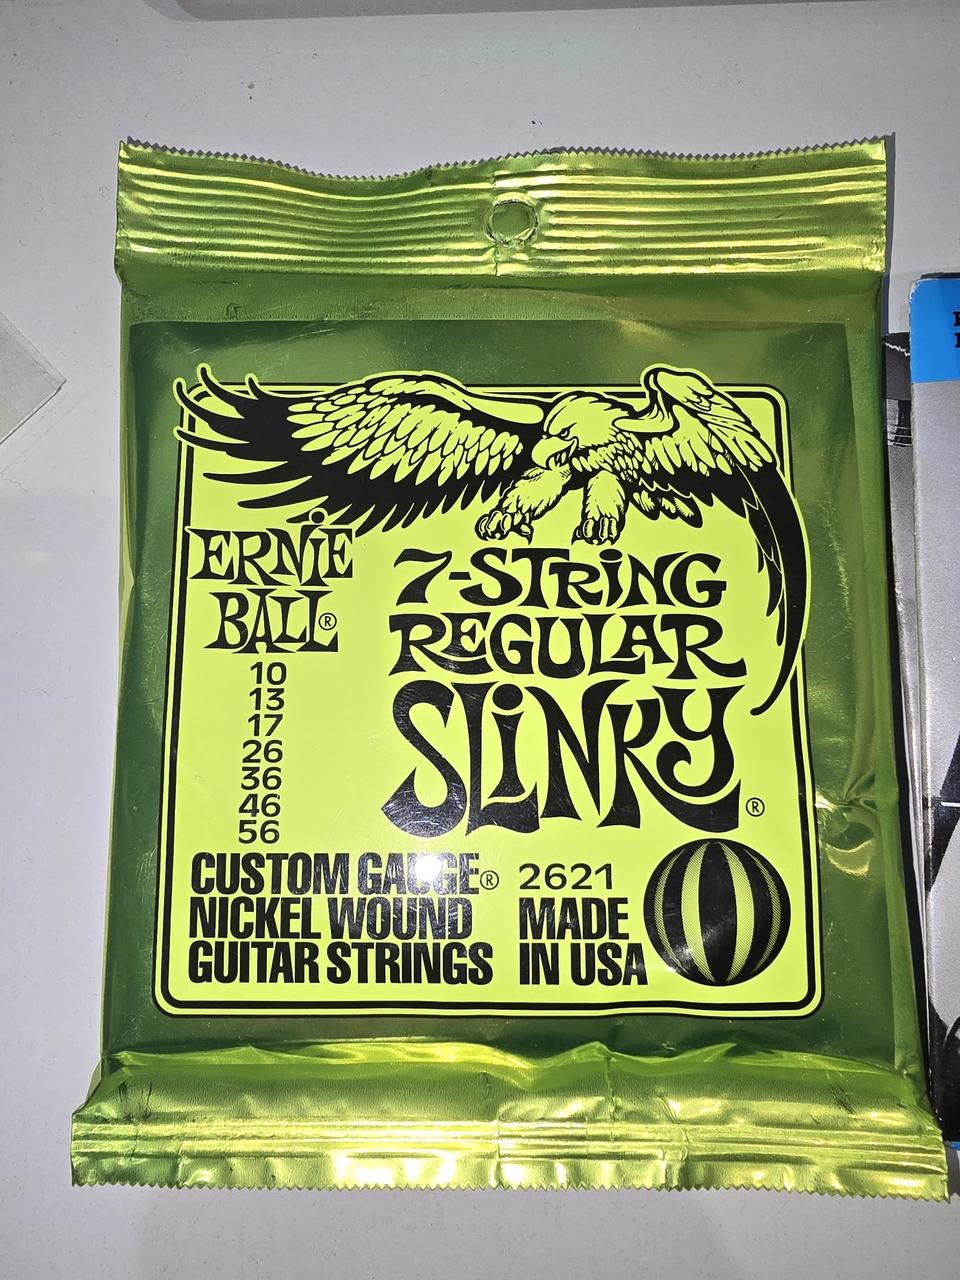 ERNIE
BALL®
10
13
17
26
36
46
56
7-STRING
REGULAR
SLINKY®
CUSTOM GAUGE®
NICKEL WOUND
GUITAR STRINGS
2621
MADE
IN USA